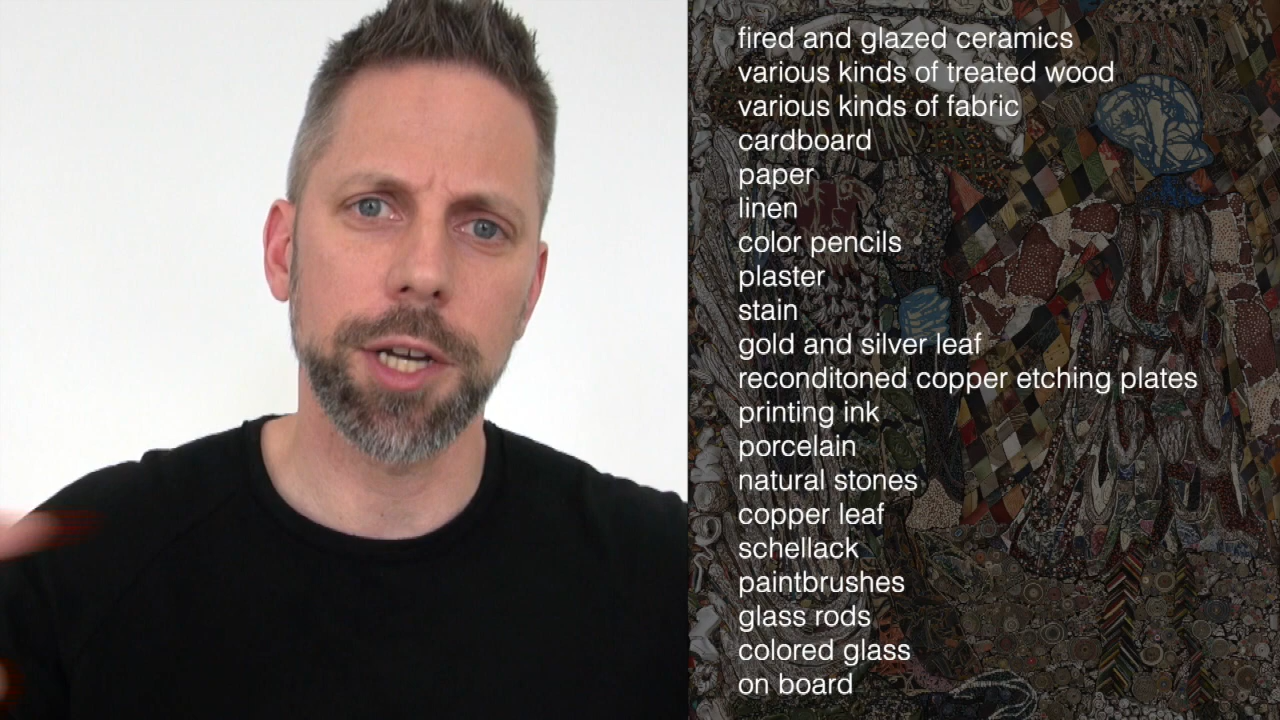 fired and glazed ceramics
various kinds of treated wood
various kinds of fabric
cardboard
paper
linen
color pencils
plaster
stain
gold and silver leaf
reconditoned copper etching plates
printing ink
porcelain
natural stones
copper leaf
schellack
paintbrushes
glass rods
colored glass
on board